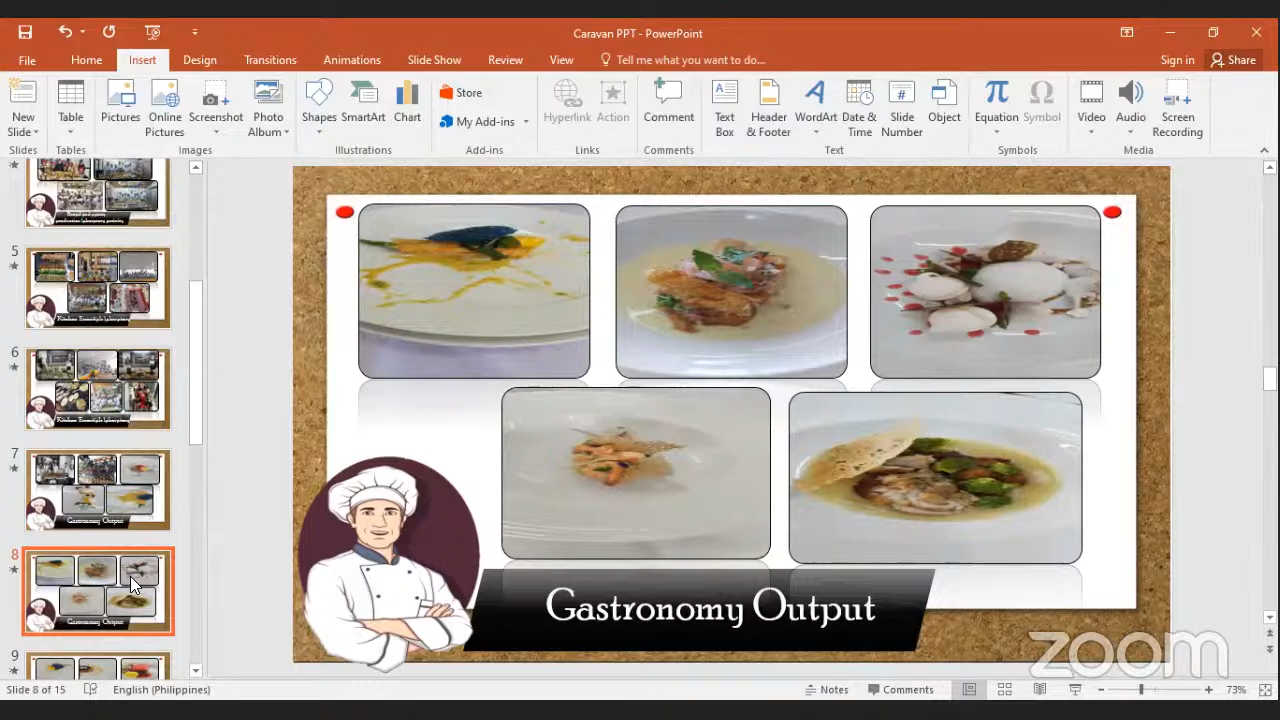 Caravan PPT - PowerPoint
File Home Insert Design Transitions Animations Slide Show Review View Tell me what you want to do... Sign in Share
New Slide
Table
Pictures
Online Pictures
Screenshot
Photo Album
Shapes
SmartArt
Chart
Store
My Add-ins
Hyperlink
Action
Comment
Text Box
Header & Footer
WordArt
Date & Time
Slide Number
Object
Equation
Symbol
Video
Audio
Screen Recording
Slides Tables Images Illustrations Add-ins Links Comments Text Symbols Media
5
6
7
Gastronomy Output
8
Gastronomy Output
9
Gastronomy Output
zoom
Slide 8 of 15 English (Philippines) Notes Comments 73%